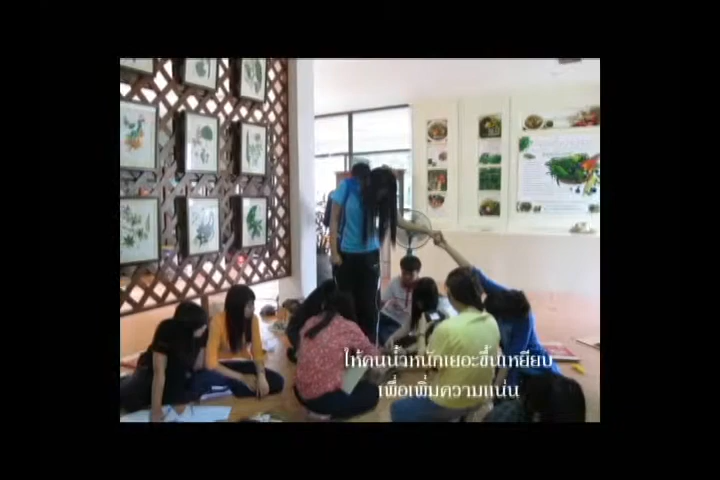 ให้คนน้ำหนักเยอะขึ้นเหยียบ
เพื่อเพิ่มความแน่น